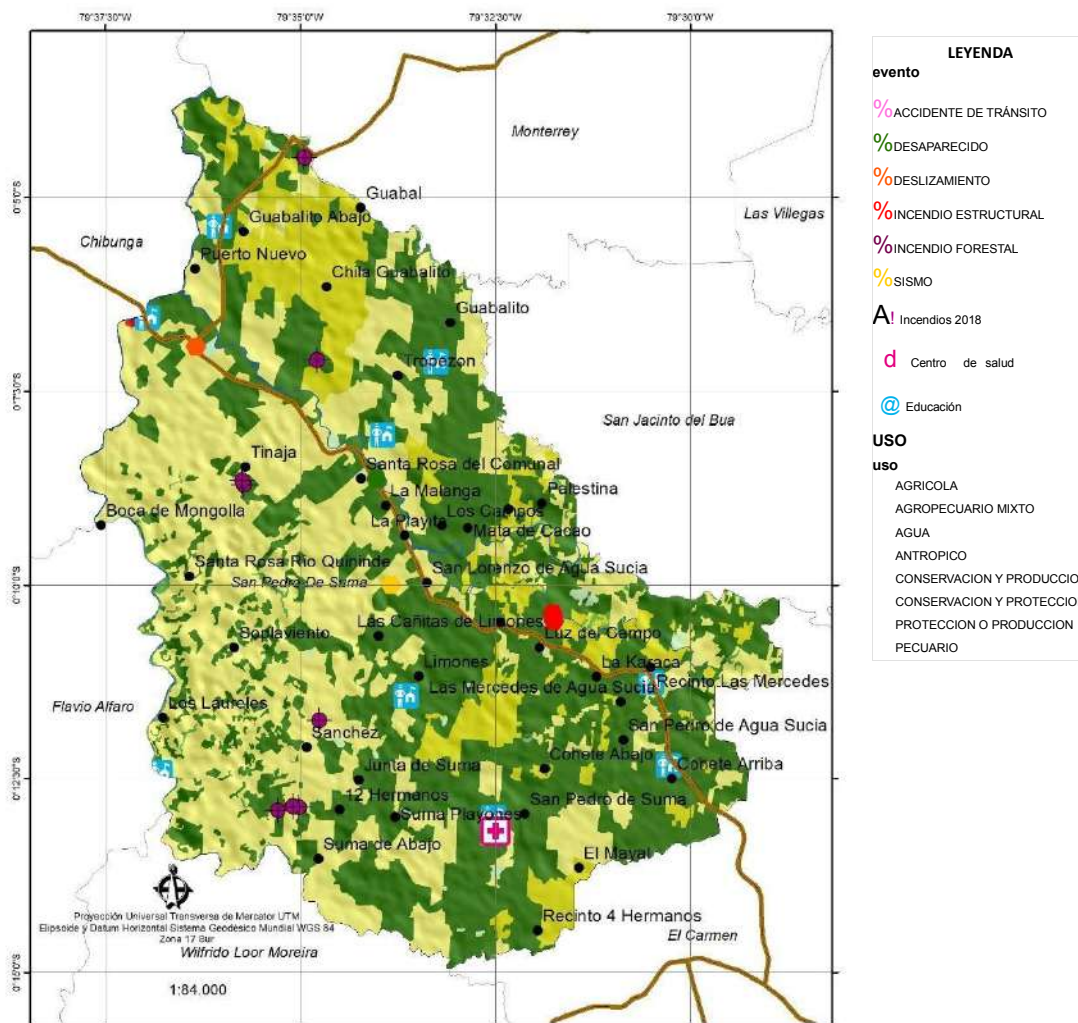 79°37'30"W 79°35'0"W 79°32'30"W 79°30'0"W
Monterrey
Guabal
0°5'0"S
Las Villegas
Guabalito Abajo
Chibunga
Puerto Nuevo
Chila Guabalito
Guabalito
Tropezon
0°7'30"S
San Jacinto del Bua
Tinaja
Santa Rosa del Comunal
La Malanga
Palestina
Boca de Mongolla
La Playita
Los Campos
Mata de Cacao
Santa Rosa Rio Quininde
San Pedro De Suma
San Lorenzo de Agua Sucia
0°10'0"S
Las Cañitas de Limones
Soplaviento
Luz del Campo
Limones
La Karaca
Las Mercedes de Agua Sucia
Recinto Las Mercedes
Flavio Alfaro
Los Laureles
Sanchez
San Pedro de Agua Sucia
Cohete Abajo
Junta de Suma
Cohete Arriba
0°12'30"S
12 Hermanos
San Pedro de Suma
Suma Playones
Suma de Abajo
El Mayal
Proyección Universal Transversa de Mercator UTM
Elipsoide y Datum Horizontal Sistema Geodésico Mundial WGS 84
Zona 17 Sur
Recinto 4 Hermanos
El Carmen
Wilfrido Loor Moreira
0°15'0"S
1:84.000
LEYENDA
evento
% ACCIDENTE DE TRÁNSITO
% DESAPARECIDO
% DESLIZAMIENTO
% INCENDIO ESTRUCTURAL
% INCENDIO FORESTAL
% SISMO
A! Incendios 2018
d Centro de salud
@ Educación
USO
uso
AGRICOLA
AGROPECUARIO MIXTO
AGUA
ANTROPICO
CONSERVACION Y PRODUCCIO
CONSERVACION Y PROTECCIO
PROTECCION O PRODUCCION
PECUARIO